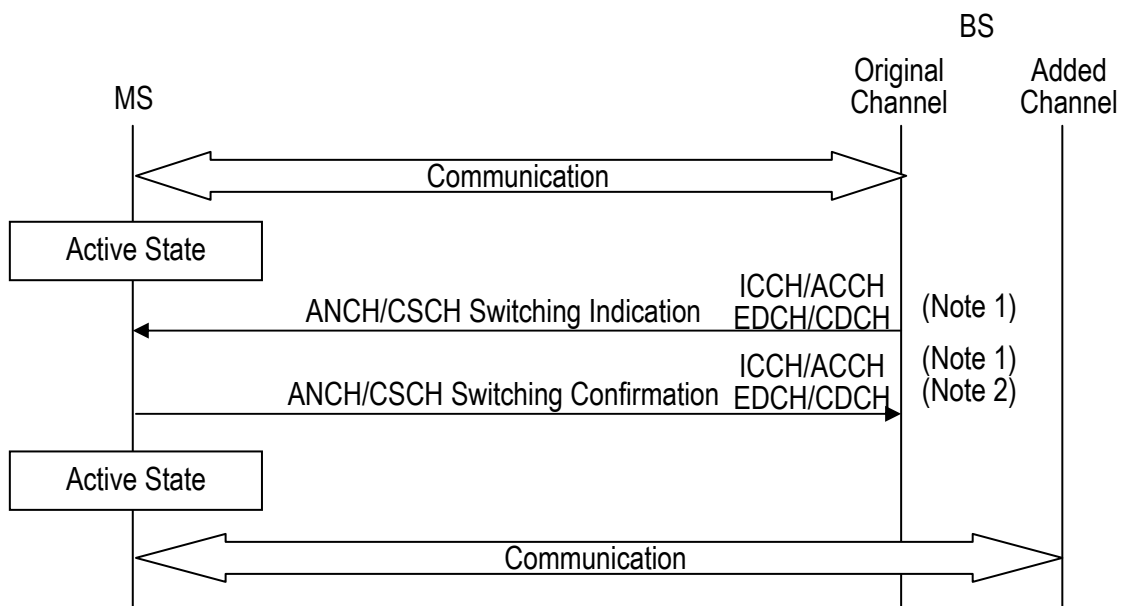 BS
MS
Original
Channel
Added
Channel
Communication
Active State
ANCH/CSCH Switching Indication
ICCH/ACCH
EDCH/CDCH
(Note 1)
ANCH/CSCH Switching Confirmation
ICCH/ACCH
EDCH/CDCH
(Note 1)
(Note 2)
Active State
Communication